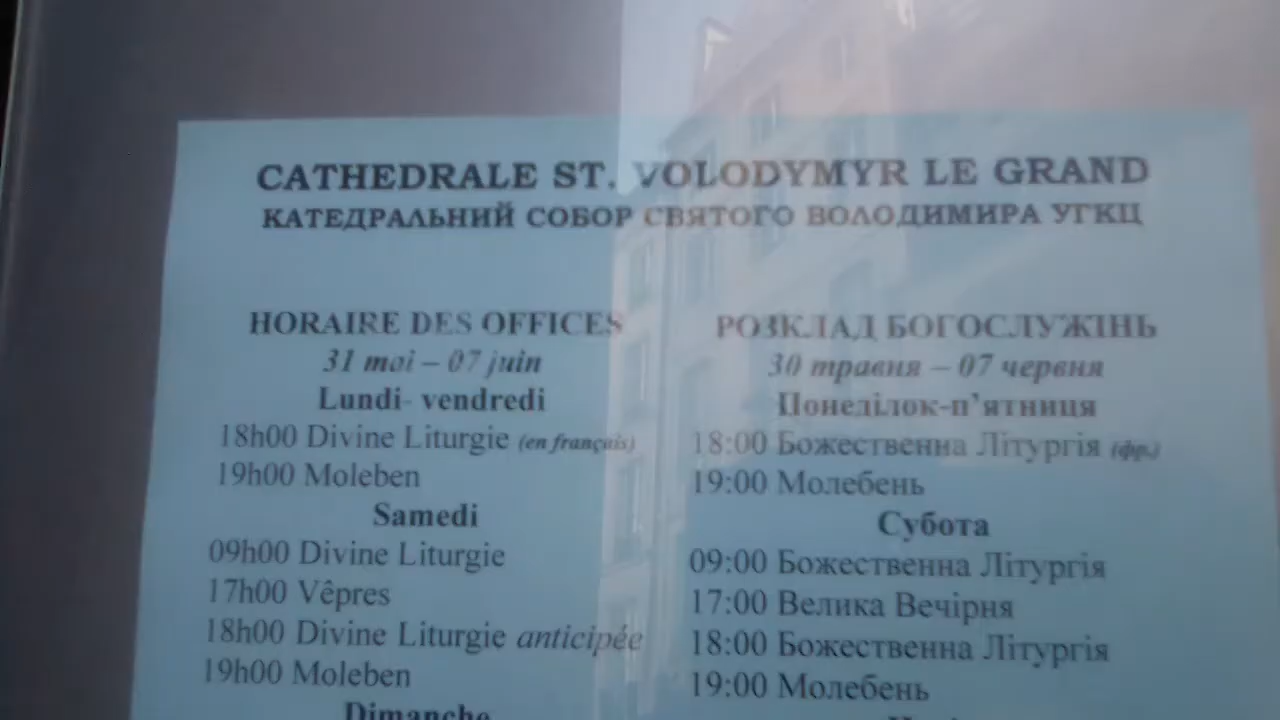 CATHEDRALE ST. VOLODYMYR LE GRAND
КАТЕДРАЛЬНИЙ СОБОР СВЯТОГО ВОЛОДИМИРА УГКЦ
HORAIRE DES OFFICES
31 mai – 07 juin
Lundi- vendredi
18h00 Divine Liturgie (en français)
19h00 Moleben
Samedi
09h00 Divine Liturgie
17h00 Vêpres
18h00 Divine Liturgie anticipée
19h00 Moleben
Dimanche
РОЗКЛАД БОГОСЛУЖІНЬ
30 травня – 07 червня
Понеділок-п’ятниця
18:00 Божественна Літургія (фр.)
19:00 Молебень
Субота
09:00 Божественна Літургія
17:00 Велика Вечірня
18:00 Божественна Літургія
19:00 Молебень